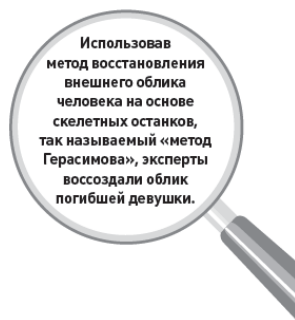 Использовав
метод восстановления
внешнего облика
человека на основе
скелетных останков,
так называемый «метод
Герасимова», эксперты
воссоздали облик
погибшей девушки.